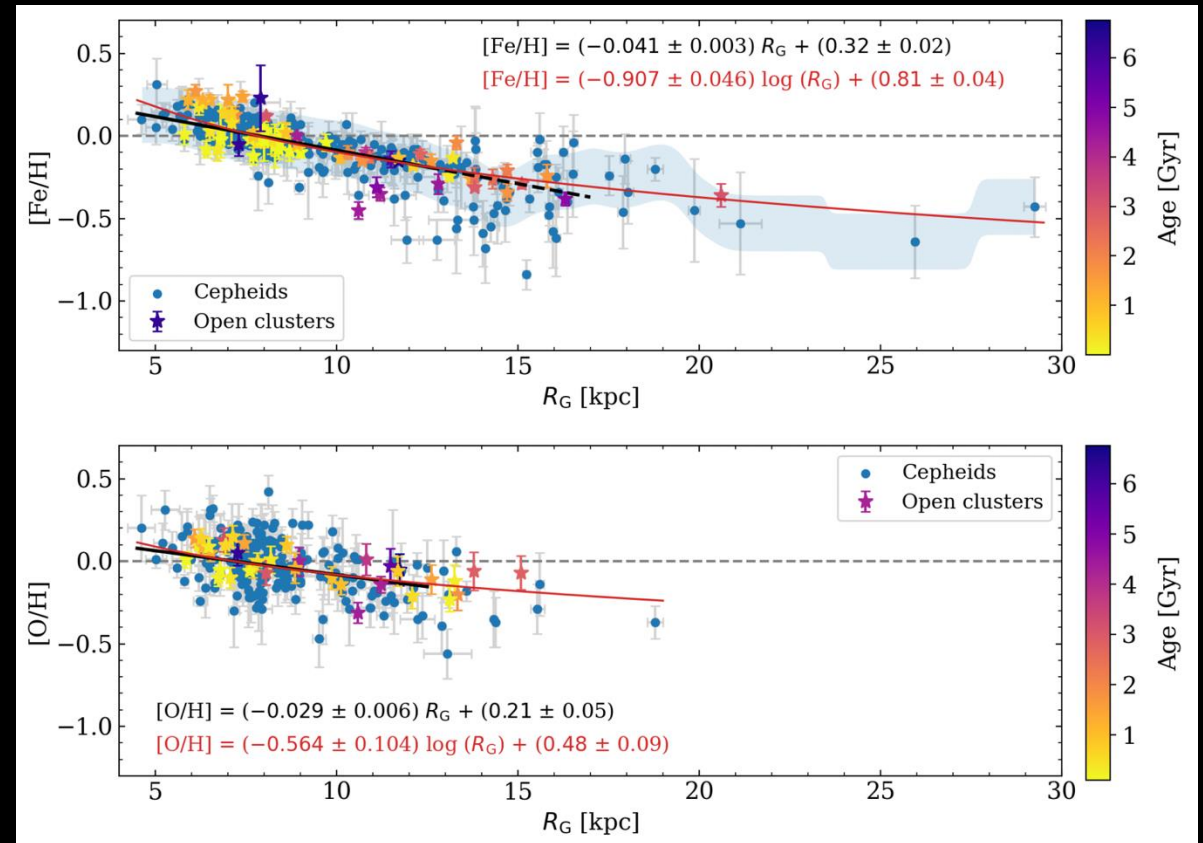 [Fe/H] = (−0.041 ± 0.003) R_G + (0.32 ± 0.02)
[Fe/H] = (−0.907 ± 0.046) log (R_G) + (0.81 ± 0.04)
0.5
0.0
−0.5
−1.0
[Fe/H]
Cepheids
Open clusters
5 10 15 20 25 30
R_G [kpc]
6
5
4
3
2
1
Age [Gyr]
0.5
0.0
−0.5
−1.0
[O/H]
Cepheids
Open clusters
[O/H] = (−0.029 ± 0.006) R_G + (0.21 ± 0.05)
[O/H] = (−0.564 ± 0.104) log (R_G) + (0.48 ± 0.09)
5 10 15 20 25 30
R_G [kpc]
6
5
4
3
2
1
Age [Gyr]